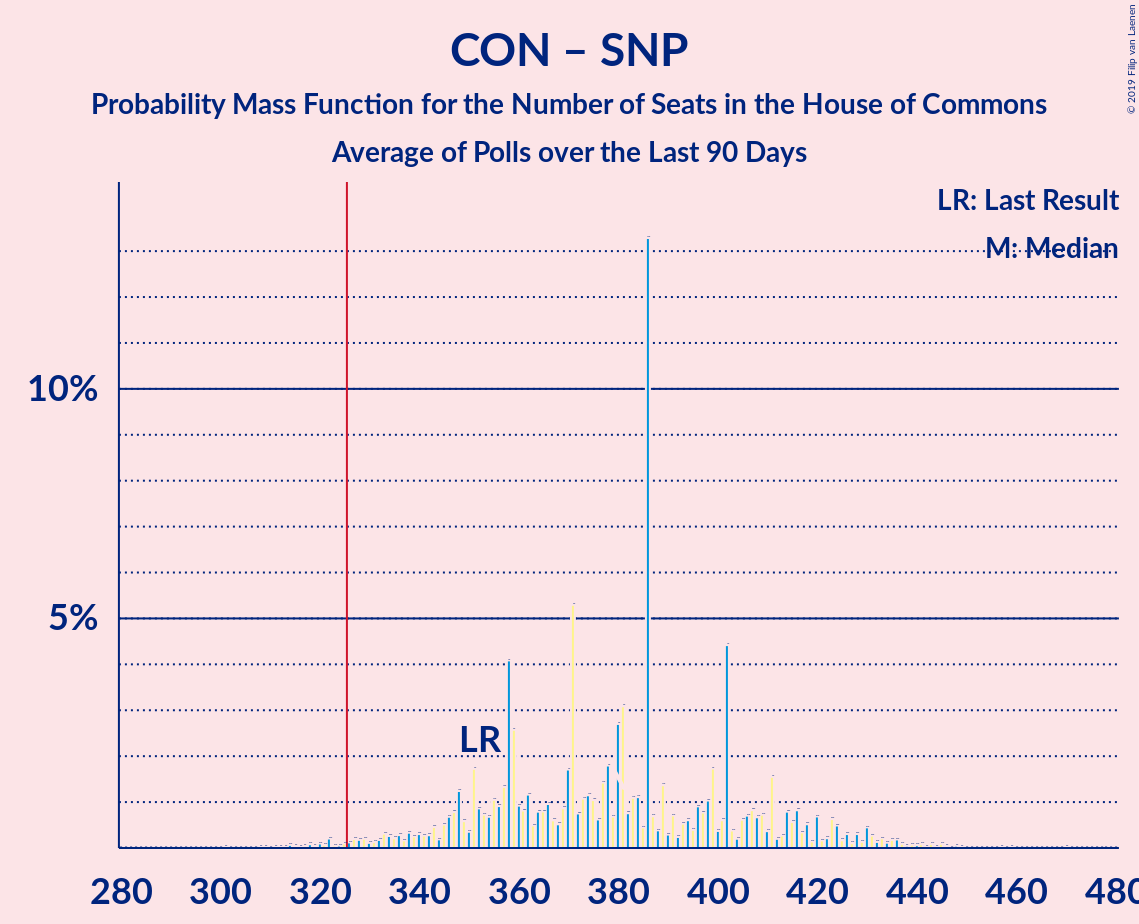 CON – SNP
Probability Mass Function for the Number of Seats in the House of Commons
Average of Polls over the Last 90 Days
© 2019 Filip van Laenen
LR: Last Result
M: Median
10%
5%
LR
280 300 320 340 360 380 400 420 440 460 480